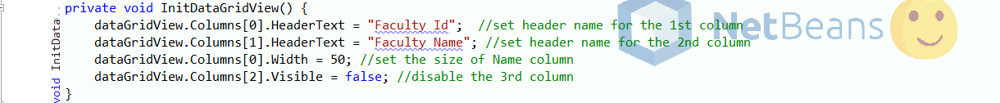 private void InitDataGridView() {
dataGridView.Columns[0].HeaderText = "Faculty Id";  //set header name for the 1st column
dataGridView.Columns[1].HeaderText = "Faculty Name"; //set header name for the 2nd column
dataGridView.Columns[0].Width = 50; //set the size of Name column
dataGridView.Columns[2].Visible = false; //disable the 3rd column
}
void InitData
NetBeans